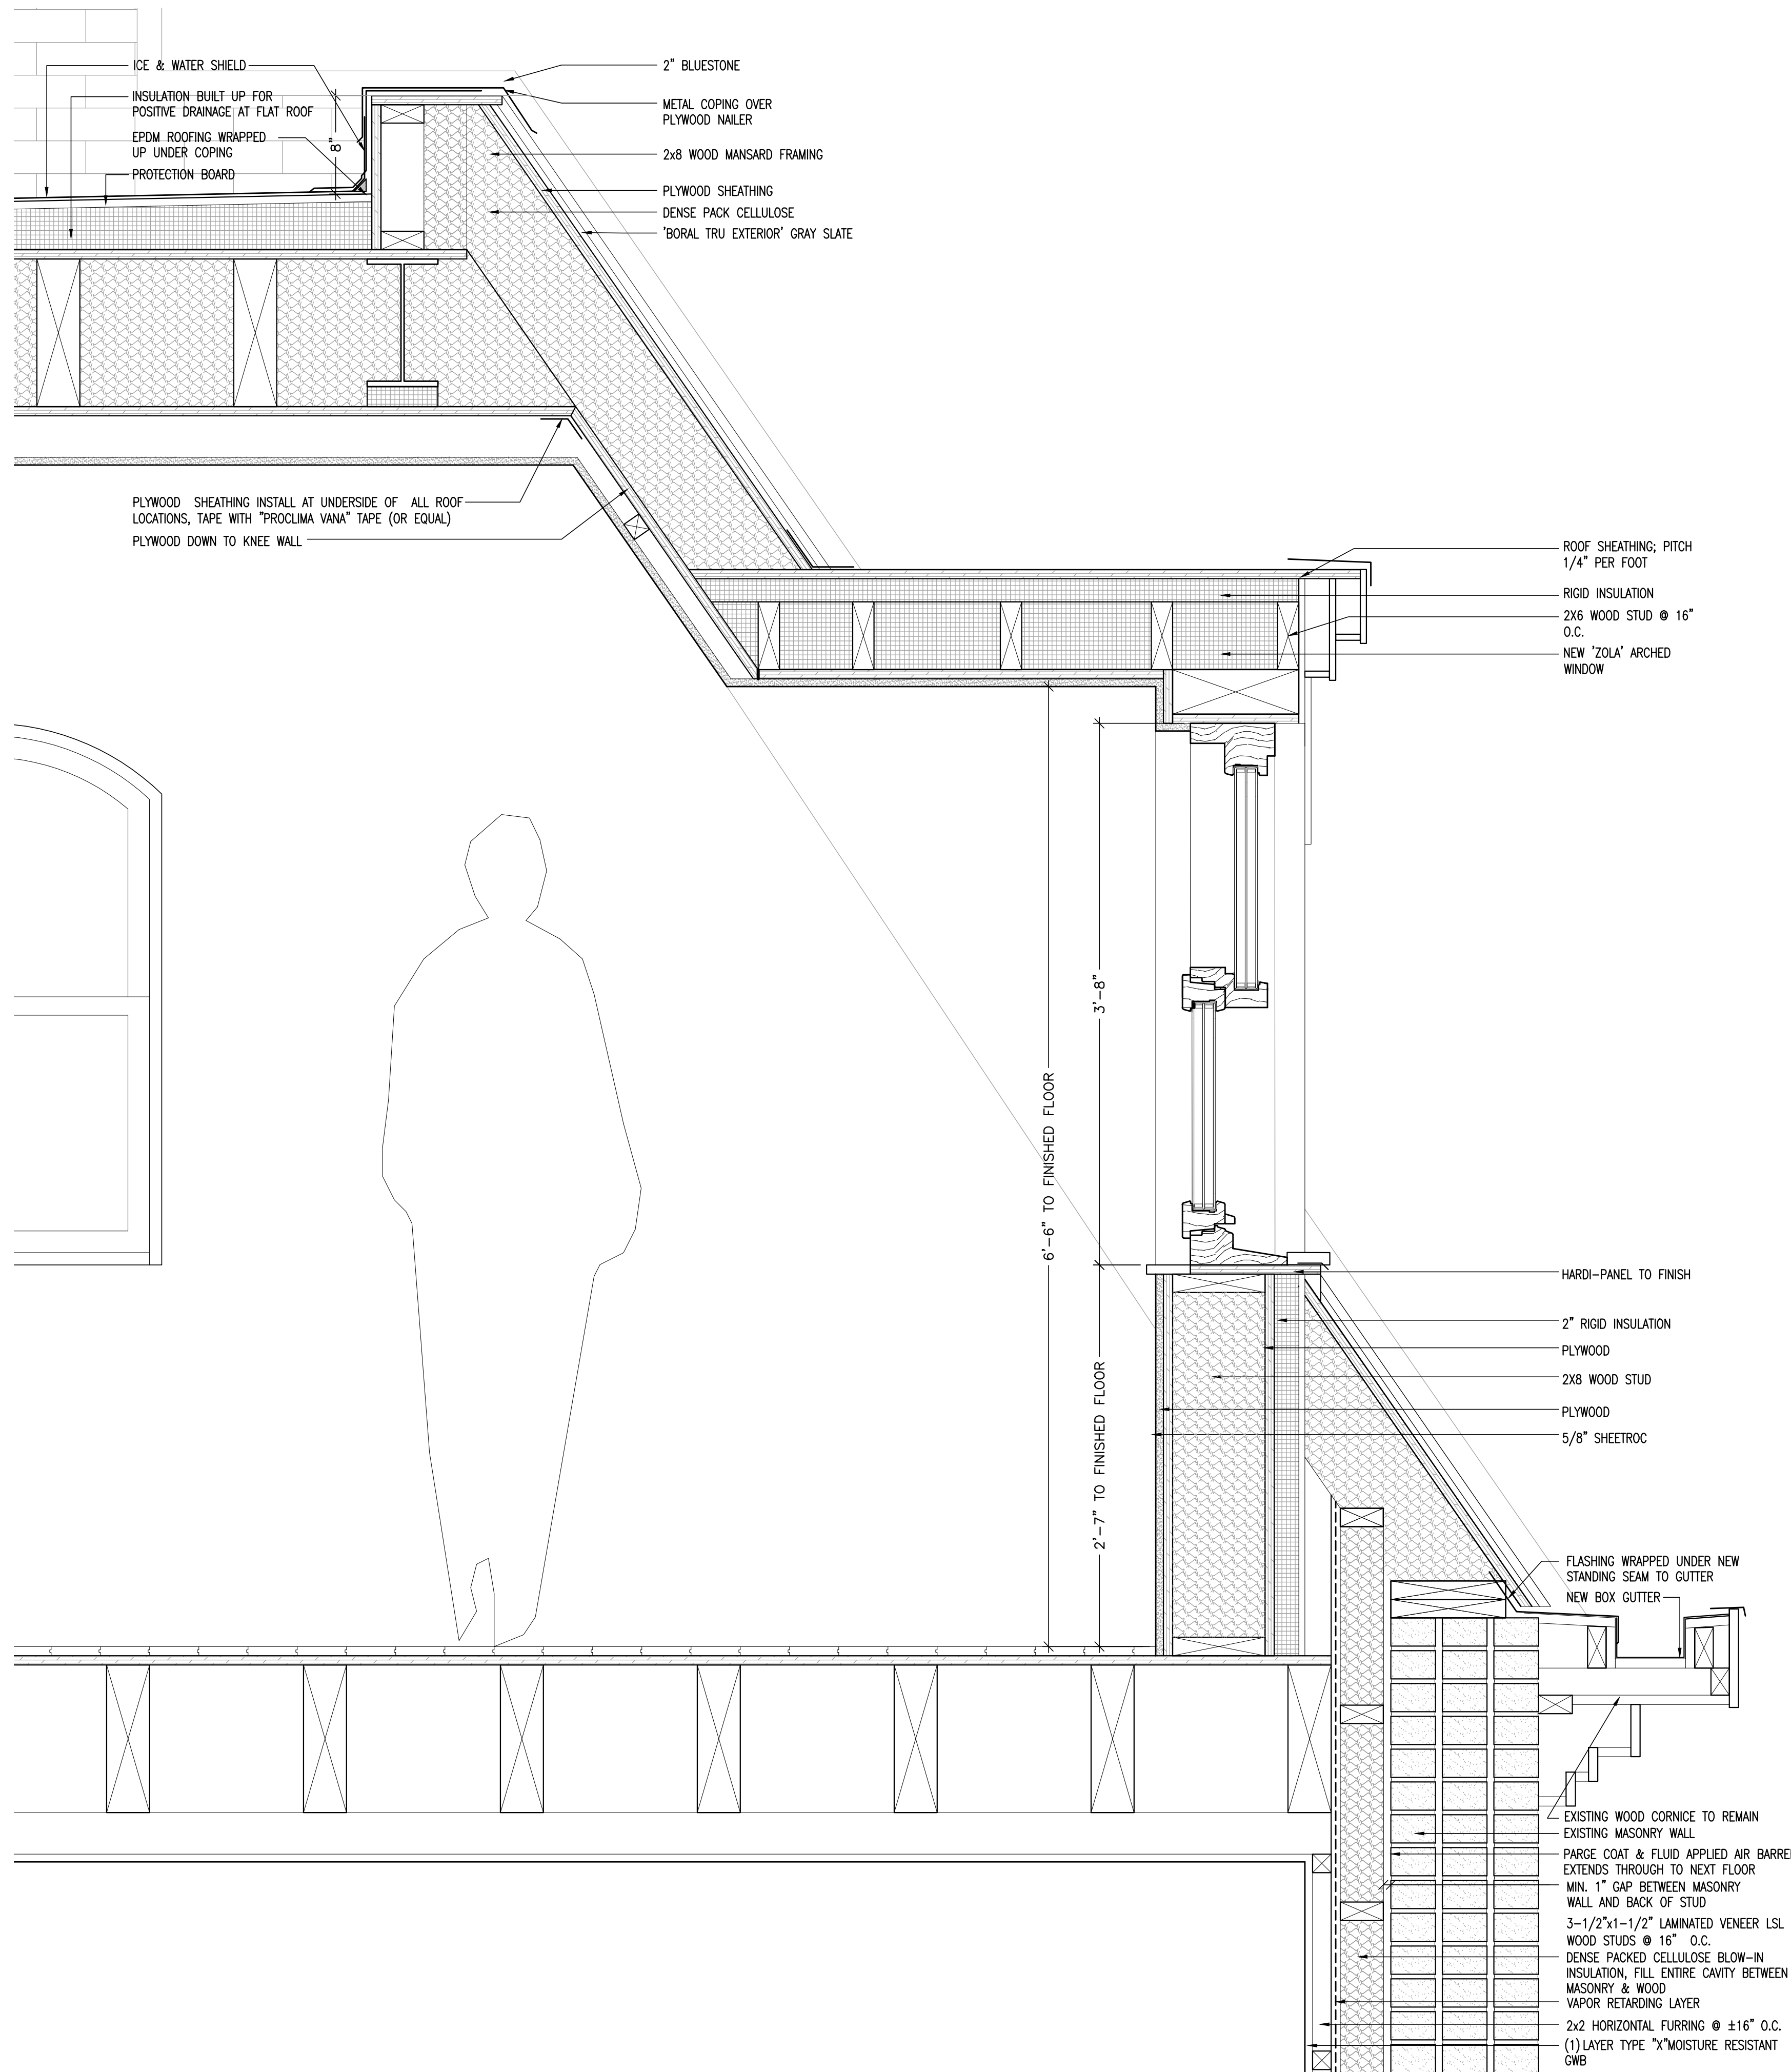 ICE & WATER SHIELD
INSULATION BUILT UP FOR
POSITIVE DRAINAGE AT FLAT ROOF
EPDM ROOFING WRAPPED
UP UNDER COPING
PROTECTION BOARD
8"
2" BLUESTONE
METAL COPING OVER
PLYWOOD NAILER
2x8 WOOD MANSARD FRAMING
PLYWOOD SHEATHING
DENSE PACK CELLULOSE
'BORAL TRU EXTERIOR' GRAY SLATE
PLYWOOD SHEATHING INSTALL AT UNDERSIDE OF ALL ROOF
LOCATIONS, TAPE WITH "PROCLIMA VANA" TAPE (OR EQUAL)
PLYWOOD DOWN TO KNEE WALL
ROOF SHEATHING; PITCH
1/4" PER FOOT
RIGID INSULATION
2X6 WOOD STUD @ 16"
O.C.
NEW 'ZOLA' ARCHED
WINDOW
3'-8"
6'-6" TO FINISHED FLOOR
2'-7" TO FINISHED FLOOR
HARDI-PANEL TO FINISH
2" RIGID INSULATION
PLYWOOD
2X8 WOOD STUD
PLYWOOD
5/8" SHEETROC
FLASHING WRAPPED UNDER NEW
STANDING SEAM TO GUTTER
NEW BOX GUTTER
EXISTING WOOD CORNICE TO REMAIN
EXISTING MASONRY WALL
PARGE COAT & FLUID APPLIED AIR BARRE
EXTENDS THROUGH TO NEXT FLOOR
MIN. 1" GAP BETWEEN MASONRY
WALL AND BACK OF STUD
3-1/2"x1-1/2" LAMINATED VENEER LSL
WOOD STUDS @ 16" O.C.
DENSE PACKED CELLULOSE BLOW-IN
INSULATION, FILL ENTIRE CAVITY BETWEEN
MASONRY & WOOD
VAPOR RETARDING LAYER
2x2 HORIZONTAL FURRING @ ±16" O.C.
(1) LAYER TYPE "X"MOISTURE RESISTANT
GWB